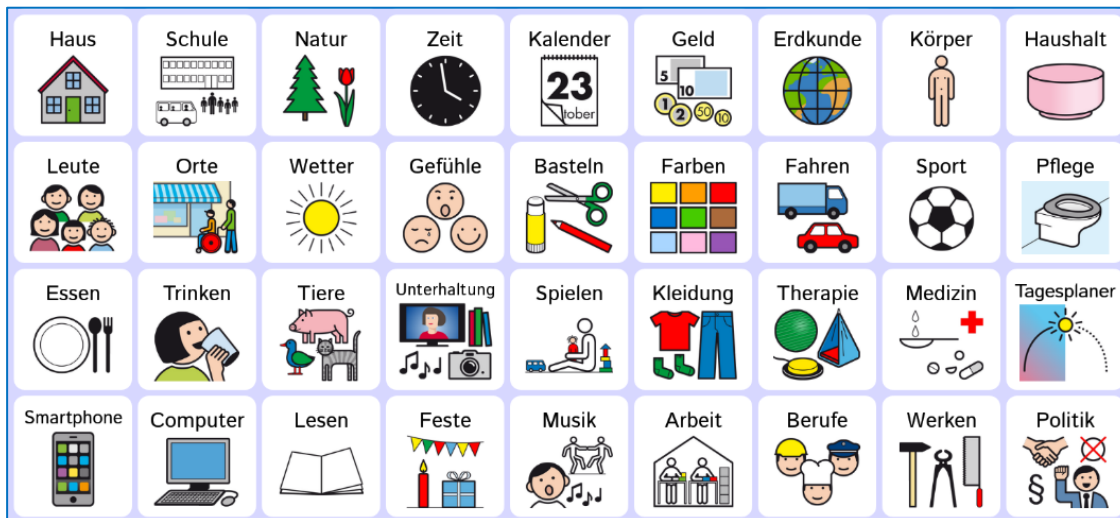 Haus
Schule
Natur
Zeit
Kalender
Geld
Erdkunde
Körper
Haushalt
23
tober
5
10
1
2
50
10
Leute
Orte
Wetter
Gefühle
Basteln
Farben
Fahren
Sport
Pflege
Essen
Trinken
Tiere
Unterhaltung
Spielen
Kleidung
Therapie
Medizin
Tagesplaner
Smartphone
Computer
Lesen
Feste
Musik
Arbeit
Berufe
Werken
Politik
§